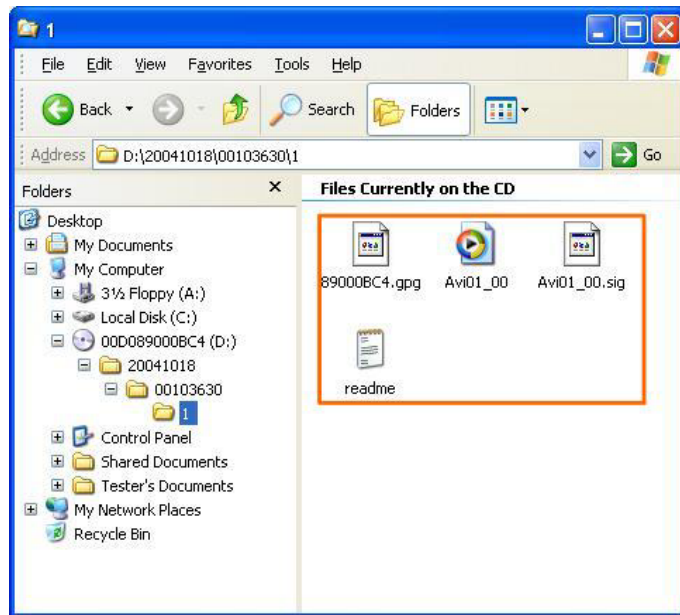 1
File Edit View Favorites Tools Help
Back Search Folders
Address D:\20041018\00103630\1 Go
Folders
Desktop
My Documents
My Computer
3½ Floppy (A:)
Local Disk (C:)
00D089000BC4 (D:)
20041018
00103630
1
Control Panel
Shared Documents
Tester's Documents
My Network Places
Recycle Bin
Files Currently on the CD
89000BC4.gpg Avi01_00 Avi01_00.sig
readme